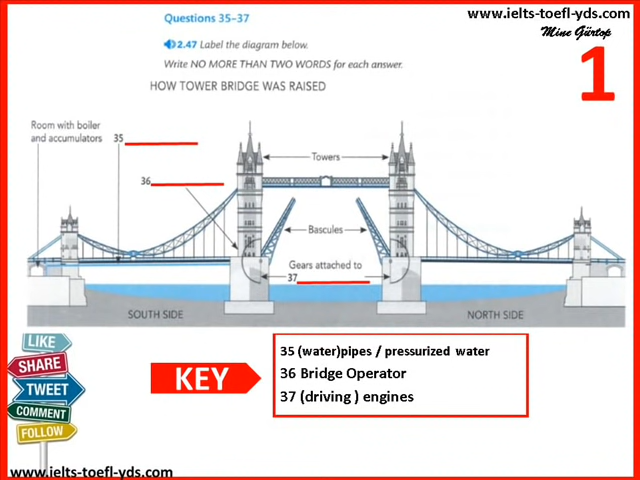 www.ielts-toefl-yds.com
Mine Gürtop
1
Questions 35–37
2.47 Label the diagram below.
Write NO MORE THAN TWO WORDS for each answer.
HOW TOWER BRIDGE WAS RAISED
Room with boiler
and accumulators
35
36
Towers
Bascules
Gears attached to
37
SOUTH SIDE
NORTH SIDE
LIKE
SHARE
TWEET
COMMENT
FOLLOW
KEY
35 (water)pipes / pressurized water
36 Bridge Operator
37 (driving ) engines
www.ielts-toefl-yds.com